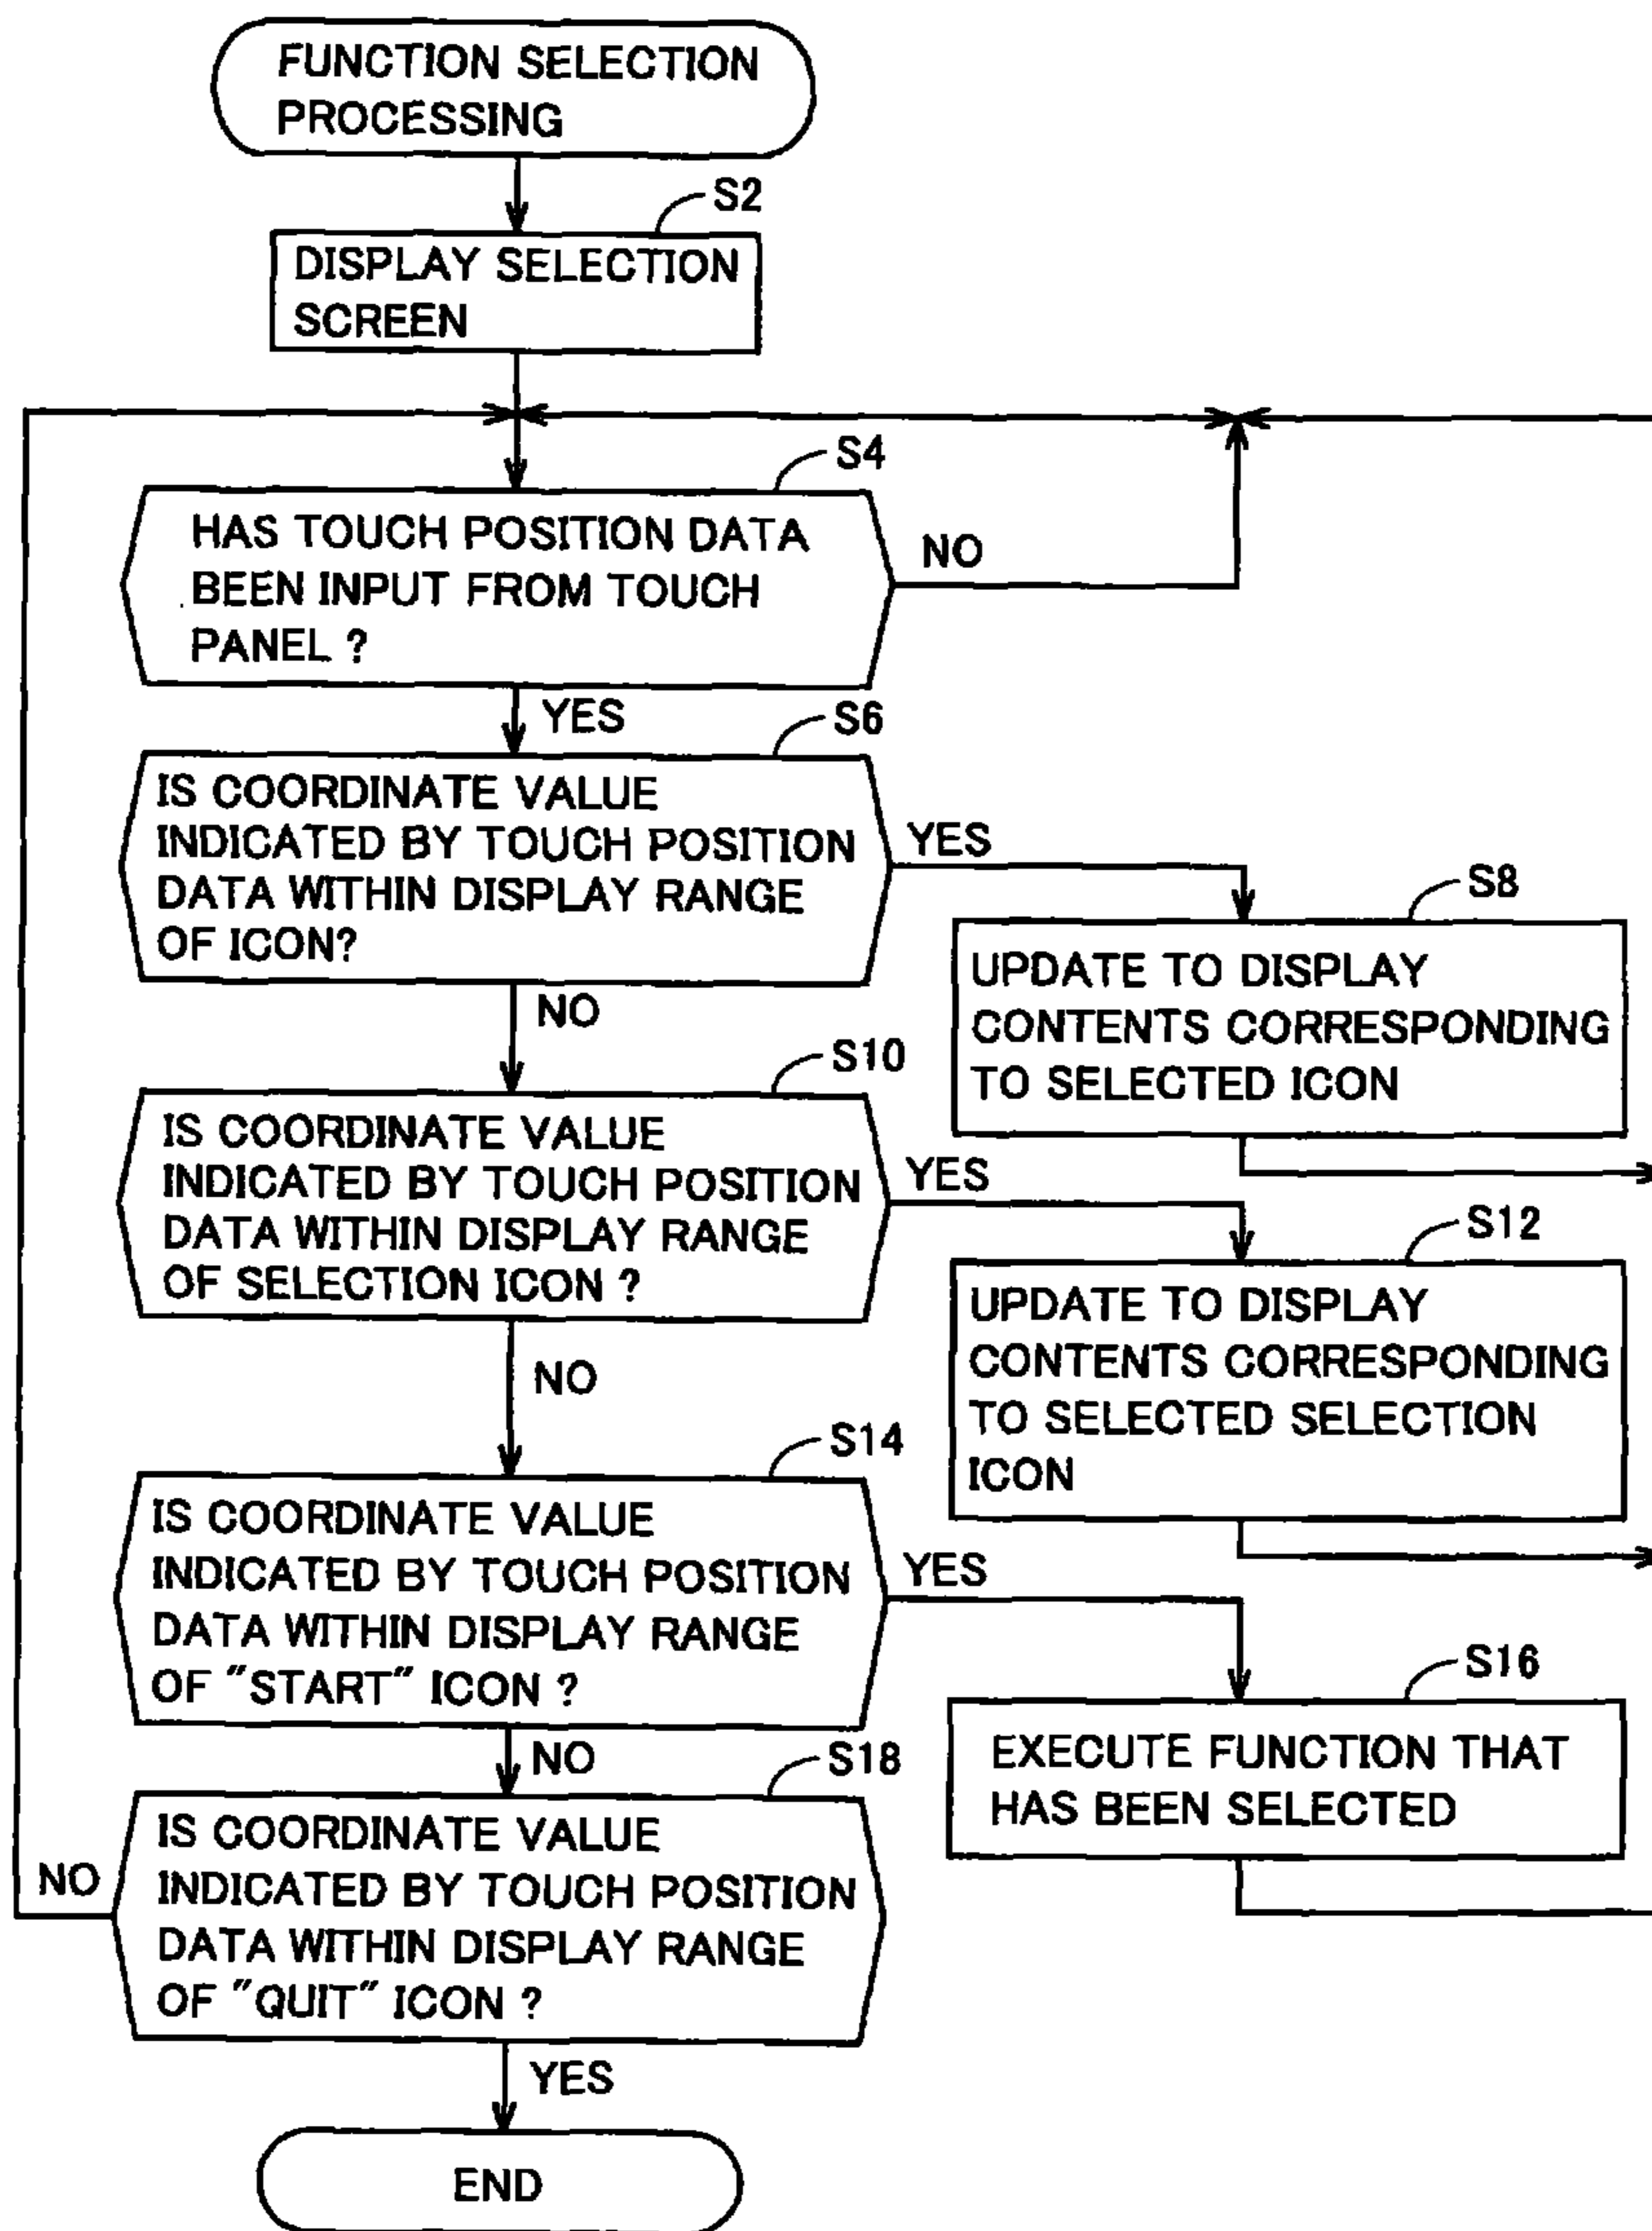 FUNCTION SELECTION
PROCESSING
S2
DISPLAY SELECTION
SCREEN
S4
HAS TOUCH POSITION DATA
BEEN INPUT FROM TOUCH
PANEL ?
NO
YES
S6
IS COORDINATE VALUE
INDICATED BY TOUCH POSITION
DATA WITHIN DISPLAY RANGE
OF ICON?
YES
S8
UPDATE TO DISPLAY
CONTENTS CORRESPONDING
TO SELECTED ICON
NO
S10
IS COORDINATE VALUE
INDICATED BY TOUCH POSITION
DATA WITHIN DISPLAY RANGE
OF SELECTION ICON ?
YES
S12
UPDATE TO DISPLAY
CONTENTS CORRESPONDING
TO SELECTED SELECTION
ICON
NO
S14
IS COORDINATE VALUE
INDICATED BY TOUCH POSITION
DATA WITHIN DISPLAY RANGE
OF "START" ICON ?
YES
S16
EXECUTE FUNCTION THAT
HAS BEEN SELECTED
NO
S18
IS COORDINATE VALUE
INDICATED BY TOUCH POSITION
DATA WITHIN DISPLAY RANGE
OF "QUIT" ICON ?
NO
YES
END